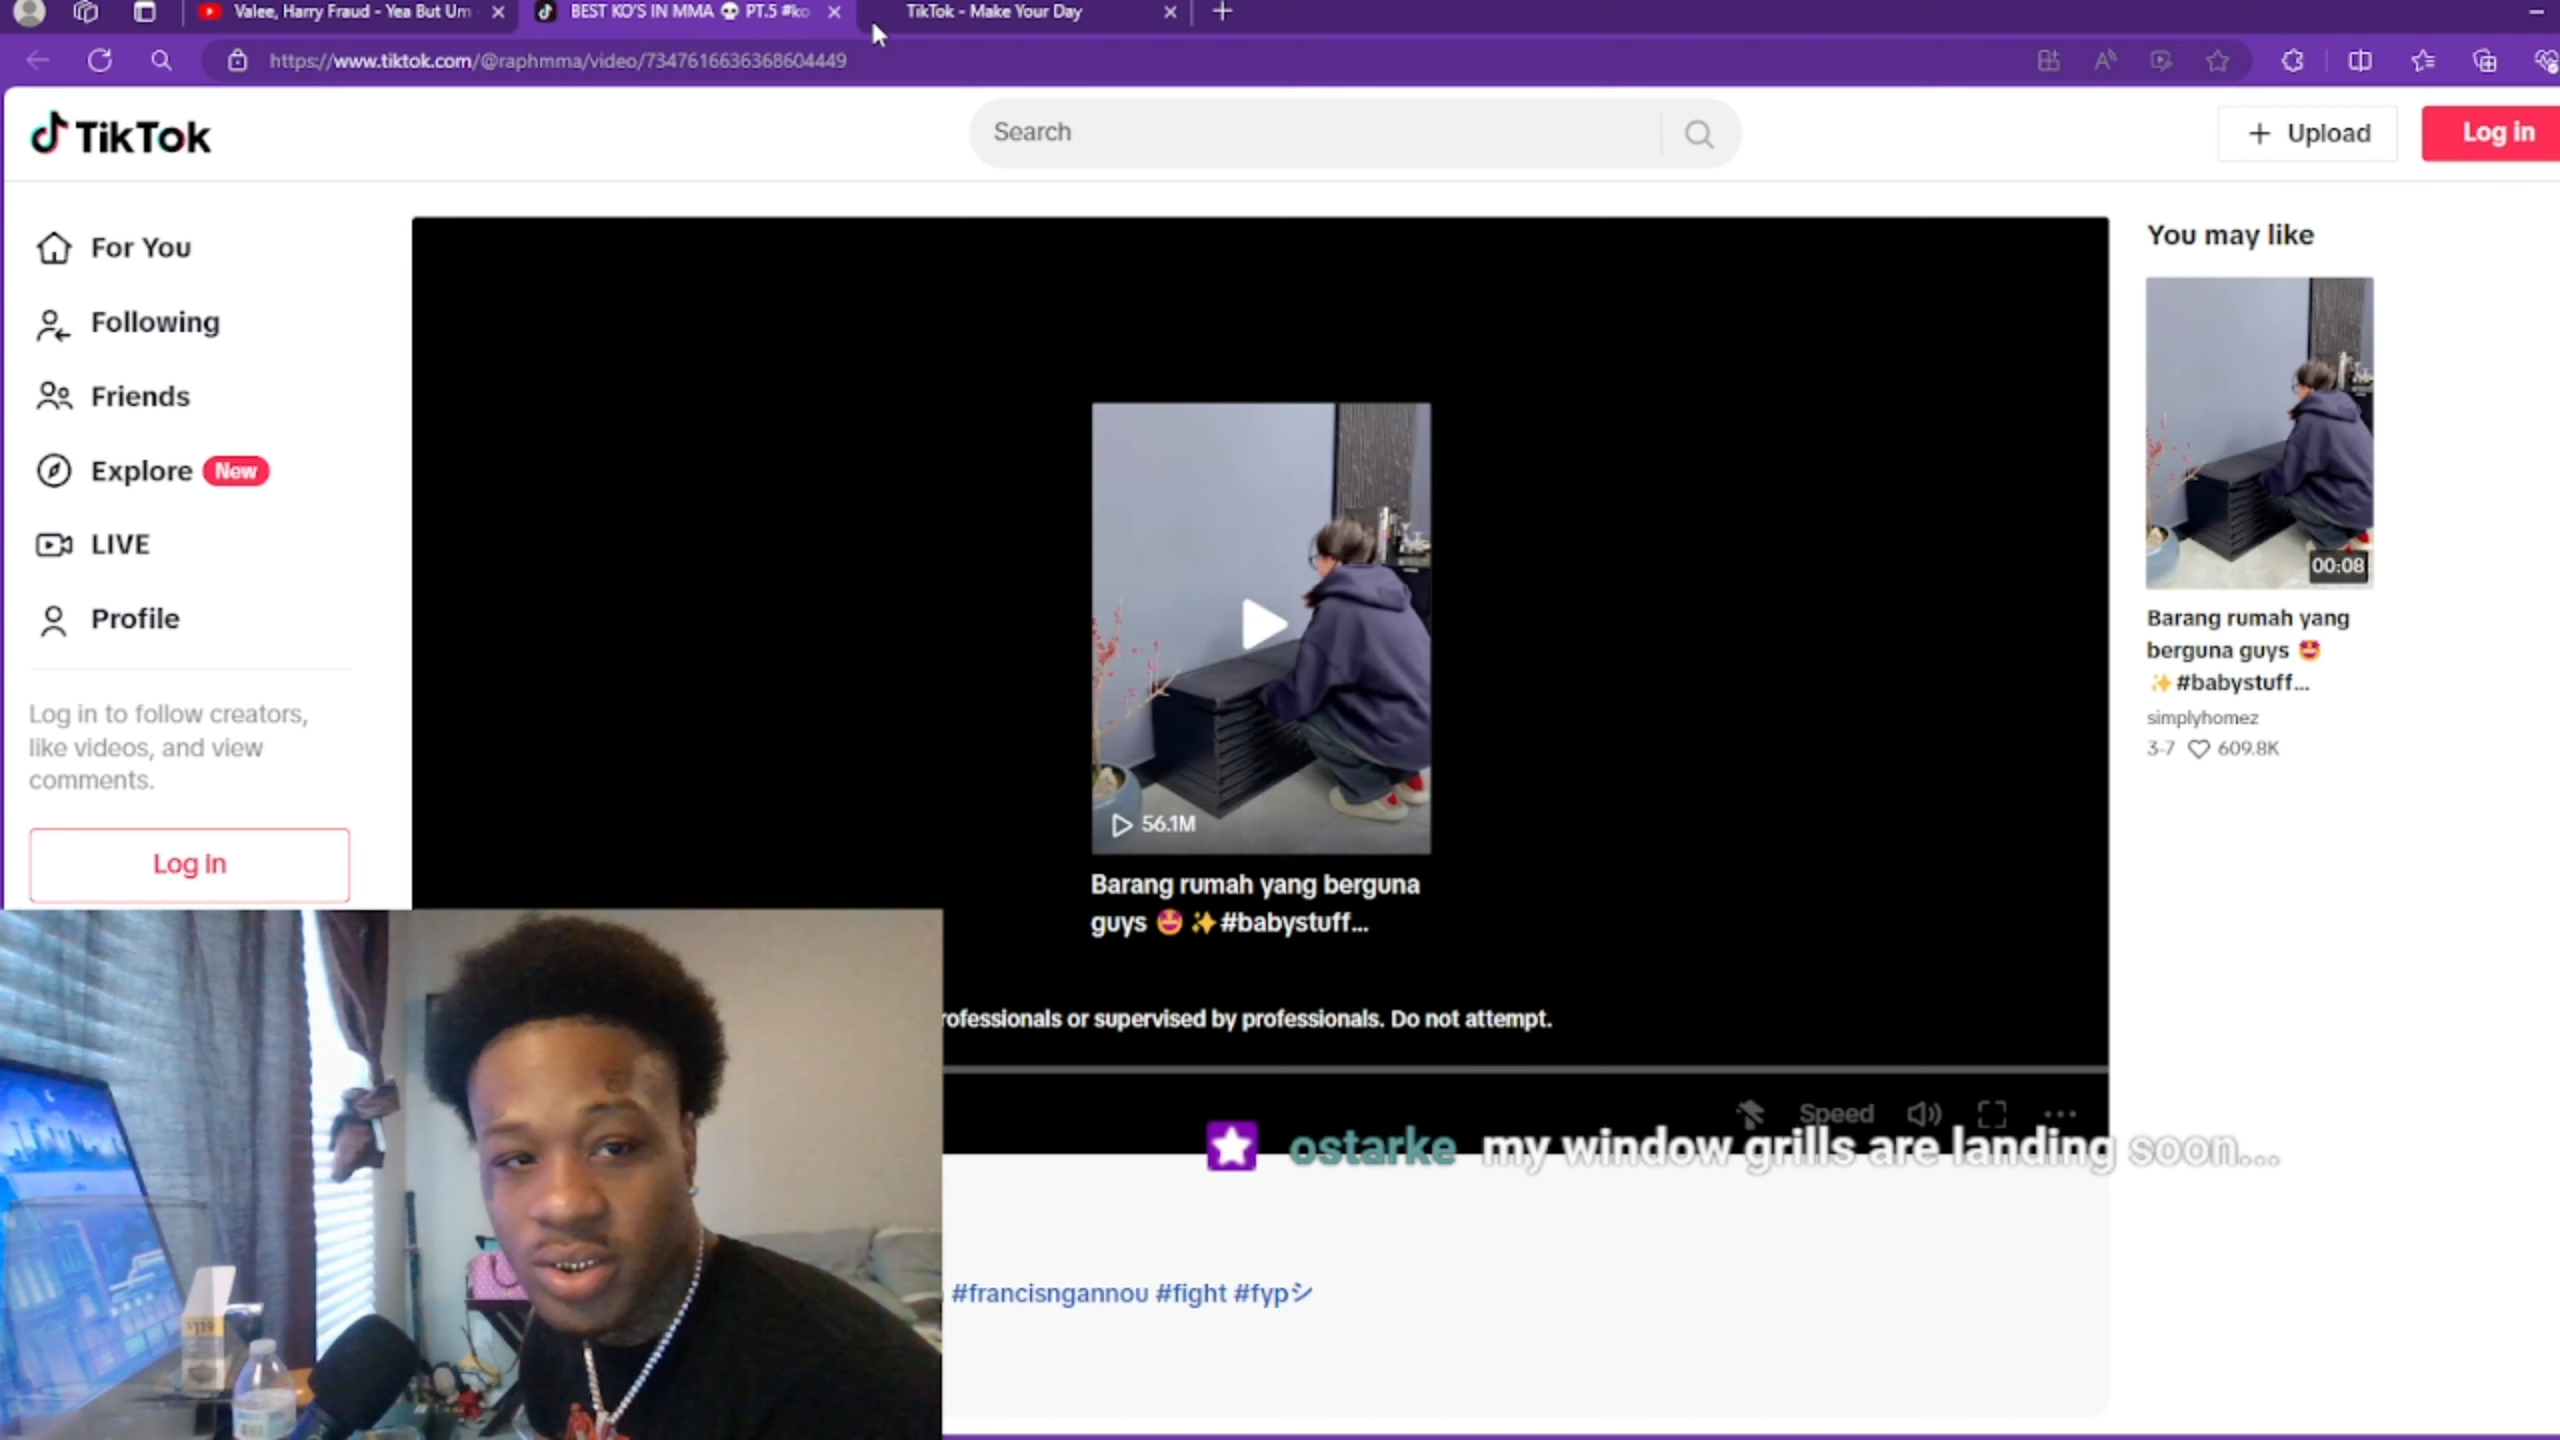 Valee, Harry Fraud - Yea But Um
BEST KO'S IN MMA 💀 PT.5 #ko
TikTok - Make Your Day
https://www.tiktok.com/@raphmma/video/7347616636368604449
TikTok
Search
Upload
Log in
For You
Following
Friends
Explore New
LIVE
Profile
Log in to follow creators,
like videos, and view
comments.
Log in
56.1M
Barang rumah yang berguna
guys 🤩 ✨#babystuff...
rofessionals or supervised by professionals. Do not attempt.
Speed
ostarke my window grills are landing soon...
#francisngannou #fight #fypシ
You may like
00:08
Barang rumah yang
berguna guys 🤩
✨#babystuff...
simplyhomez
3-7 609.8K